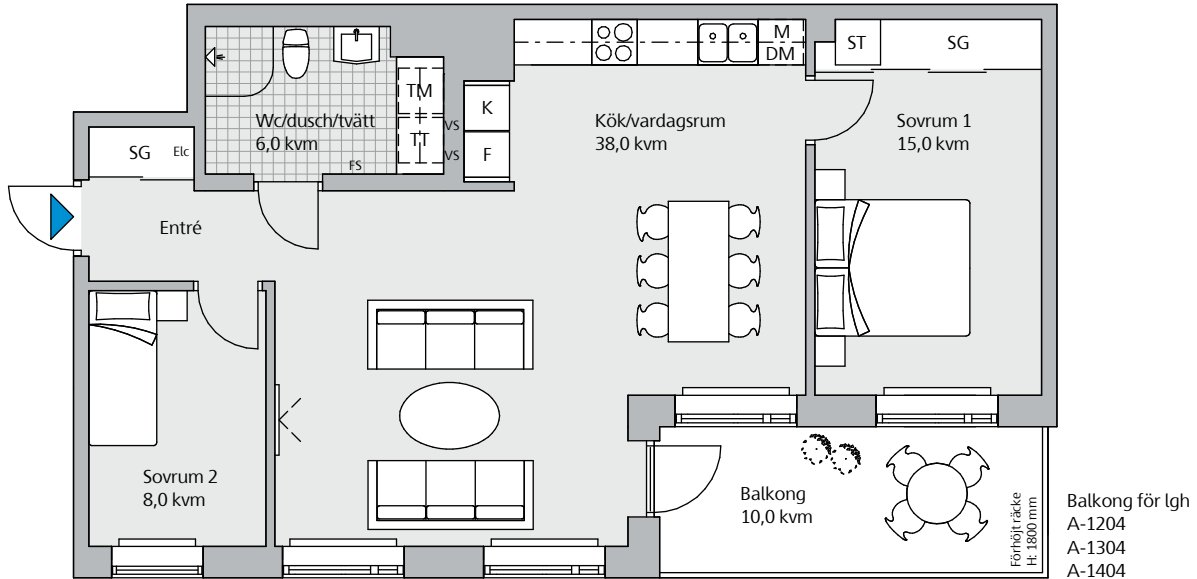 M
DM
ST
SG
TM
TT
VS
VS
K
F
Wc/dusch/tvätt
6,0 kvm
FS
Kök/vardagsrum
38,0 kvm
Sovrum 1
15,0 kvm
SG
Elc
Entré
Sovrum 2
8,0 kvm
Balkong
10,0 kvm
Förhöjt räcke
H: 1800 mm
Balkong för lgh
A-1204
A-1304
A-1404